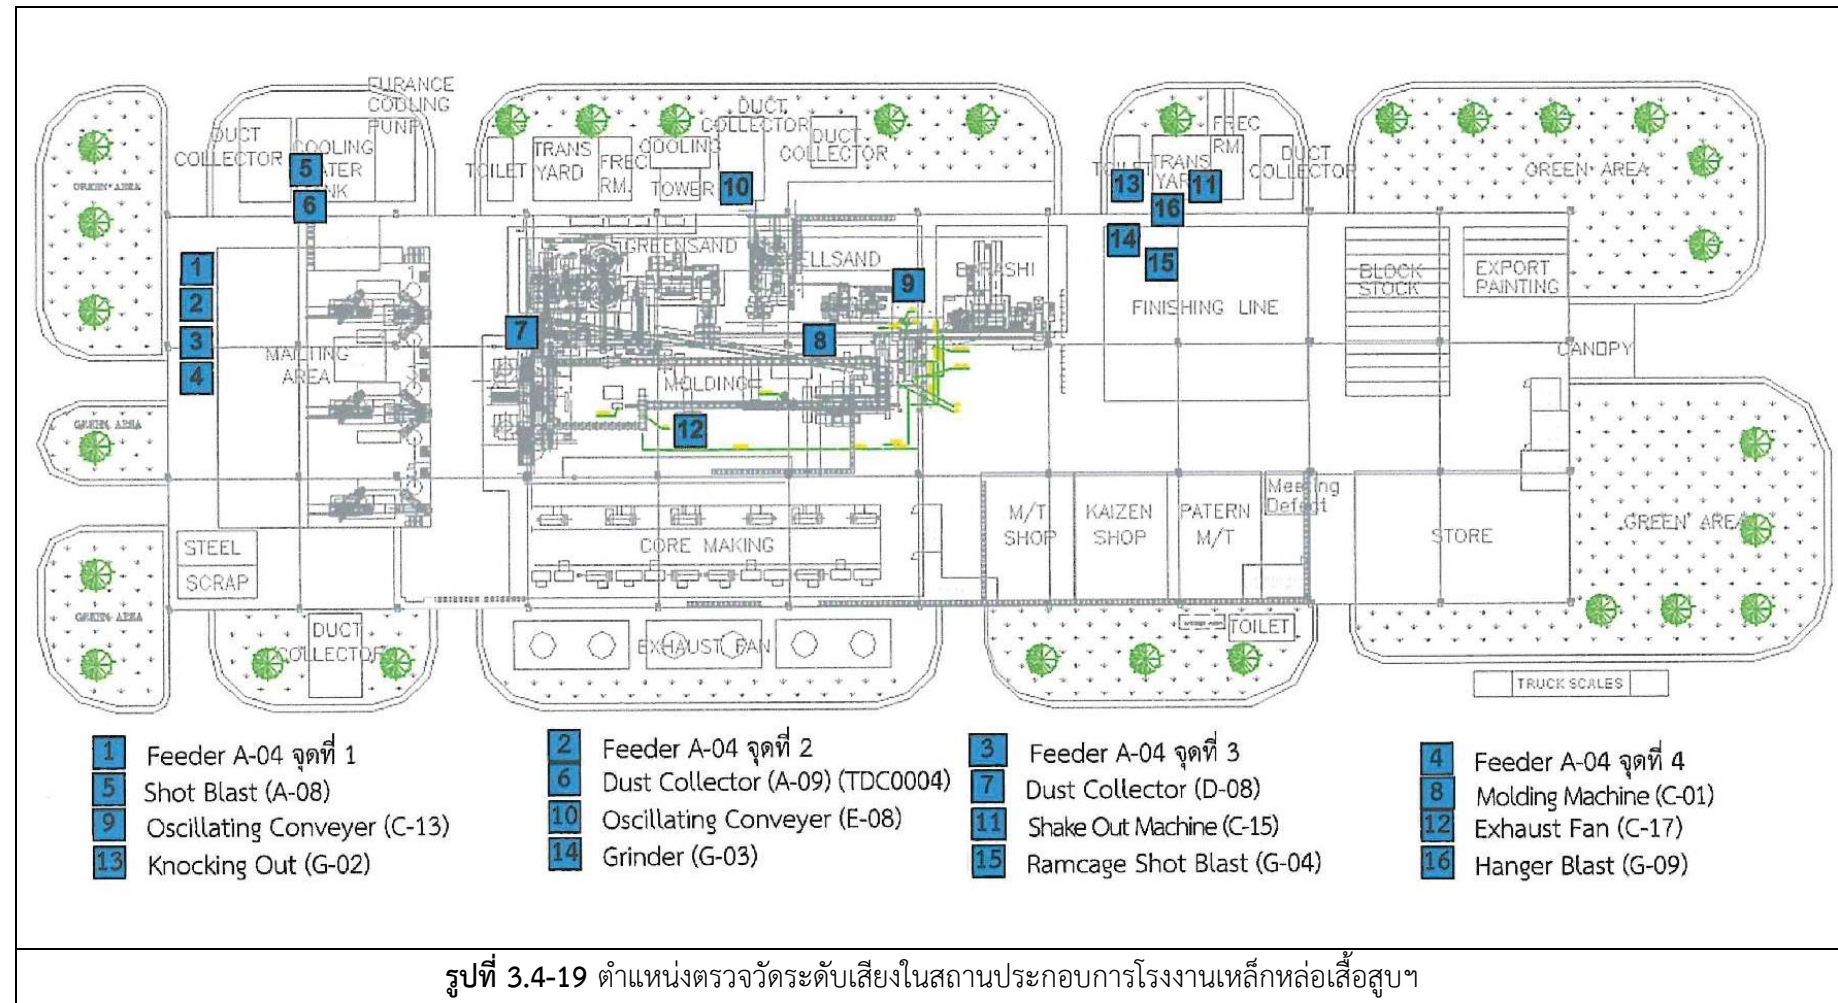 FURANCE
COOLING
PUNP
DUCT
COLLECTOR
COOLING
5
6
GREEN AREA
TOILET
TRANS
YARD
FREC
RM.
COOLING
TOWER
DUCT
COLLECTOR
DUCT
COLLECTOR
10
FREC
RM.
TRANS
DUCT
COLLECTOR
13
11
16
GREEN AREA
1
2
3
4
AREA
GREENSAND
7
8
9
MOLDING
12
14
15
FINISHING LINE
BLOCK
STOCK
EXPORT
PAINTING
CANOPY
GREEN AREA
STEEL
SCRAP
GREEN AREA
CORE MAKING
M/T
SHOP
KAIZEN
SHOP
PATERN
M/T
Meeting
Defect
STORE
GREEN AREA
DUCT
COLLECTOR
EXHAUST FAN
TOILET
TRUCK SCALES
1 Feeder A-04 จุดที่ 1
2 Feeder A-04 จุดที่ 2
3 Feeder A-04 จุดที่ 3
4 Feeder A-04 จุดที่ 4
5 Shot Blast (A-08)
6 Dust Collector (A-09) (TDC0004)
7 Dust Collector (D-08)
8 Molding Machine (C-01)
9 Oscillating Conveyer (C-13)
10 Oscillating Conveyer (E-08)
11 Shake Out Machine (C-15)
12 Exhaust Fan (C-17)
13 Knocking Out (G-02)
14 Grinder (G-03)
15 Ramcage Shot Blast (G-04)
16 Hanger Blast (G-09)
รูปที่ 3.4-19 ตำแหน่งตรวจวัดระดับเสียงในสถานประกอบการโรงงานเหล็กหล่อเสื้อสูบฯ